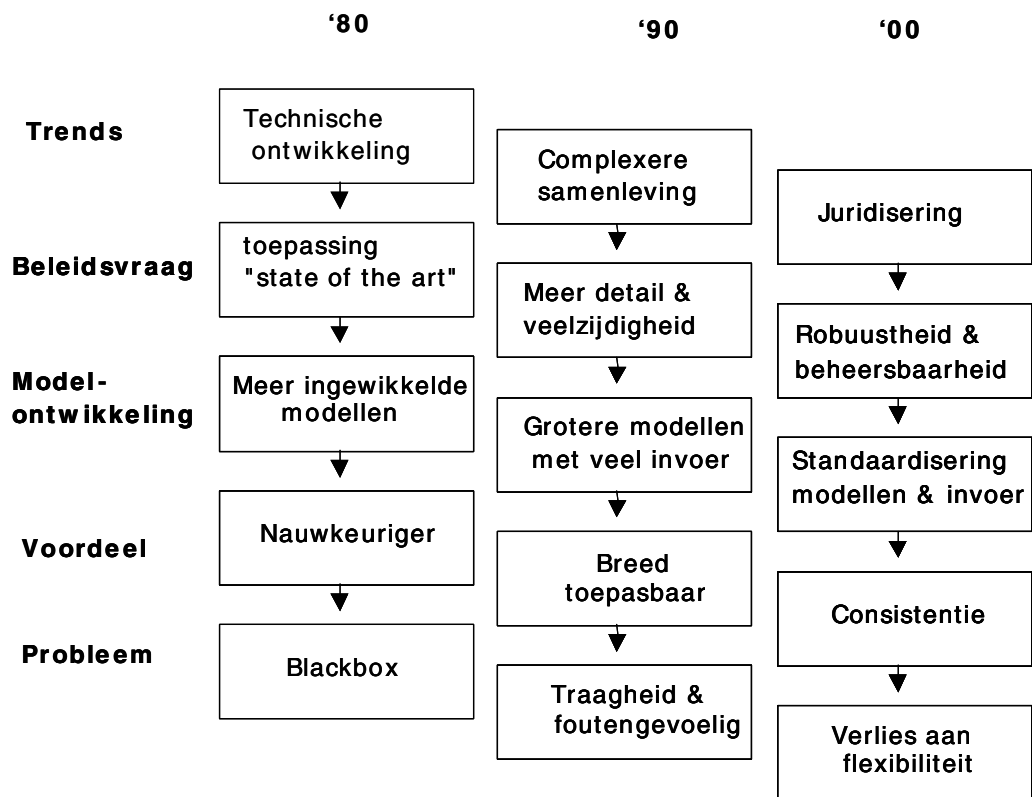 ‘80
‘90
‘00
Trends
Technische
ontwikkeling
Complexere
samenleving
Juridisering
Beleidsvraag
toepassing
"state of the art"
Meer detail &
veelzijdigheid
Robuustheid &
beheersbaarheid
Model-
ontwikkeling
Meer ingewikkelde
modellen
Grotere modellen
met veel invoer
Standaardisering
modellen & invoer
Voordeel
Nauwkeuriger
Breed
toepasbaar
Consistentie
Probleem
Blackbox
Traagheid &
foutengevoelig
Verlies aan
flexibiliteit